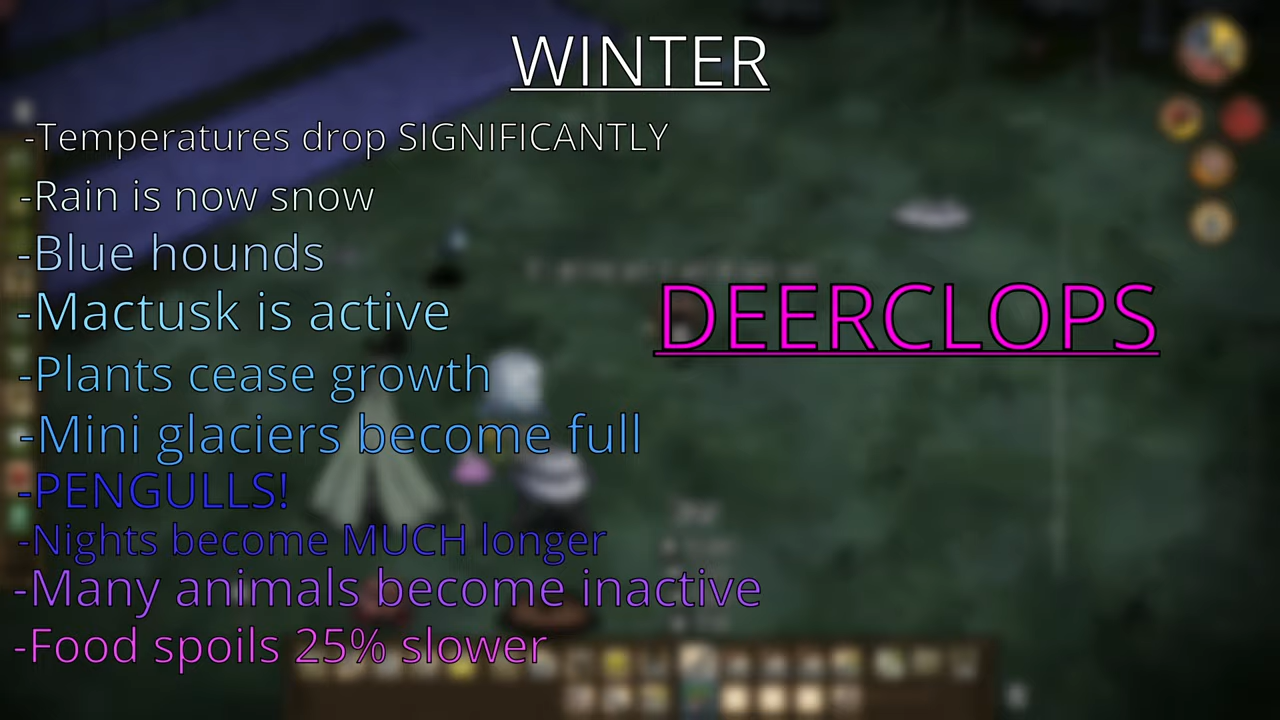 WINTER
-Temperatures drop SIGNIFICANTLY
-Rain is now snow
-Blue hounds
-Mactusk is active
DEERCLOPS
-Plants cease growth
-Mini glaciers become full
-PENGULLS!
-Nights become MUCH longer
-Many animals become inactive
-Food spoils 25% slower